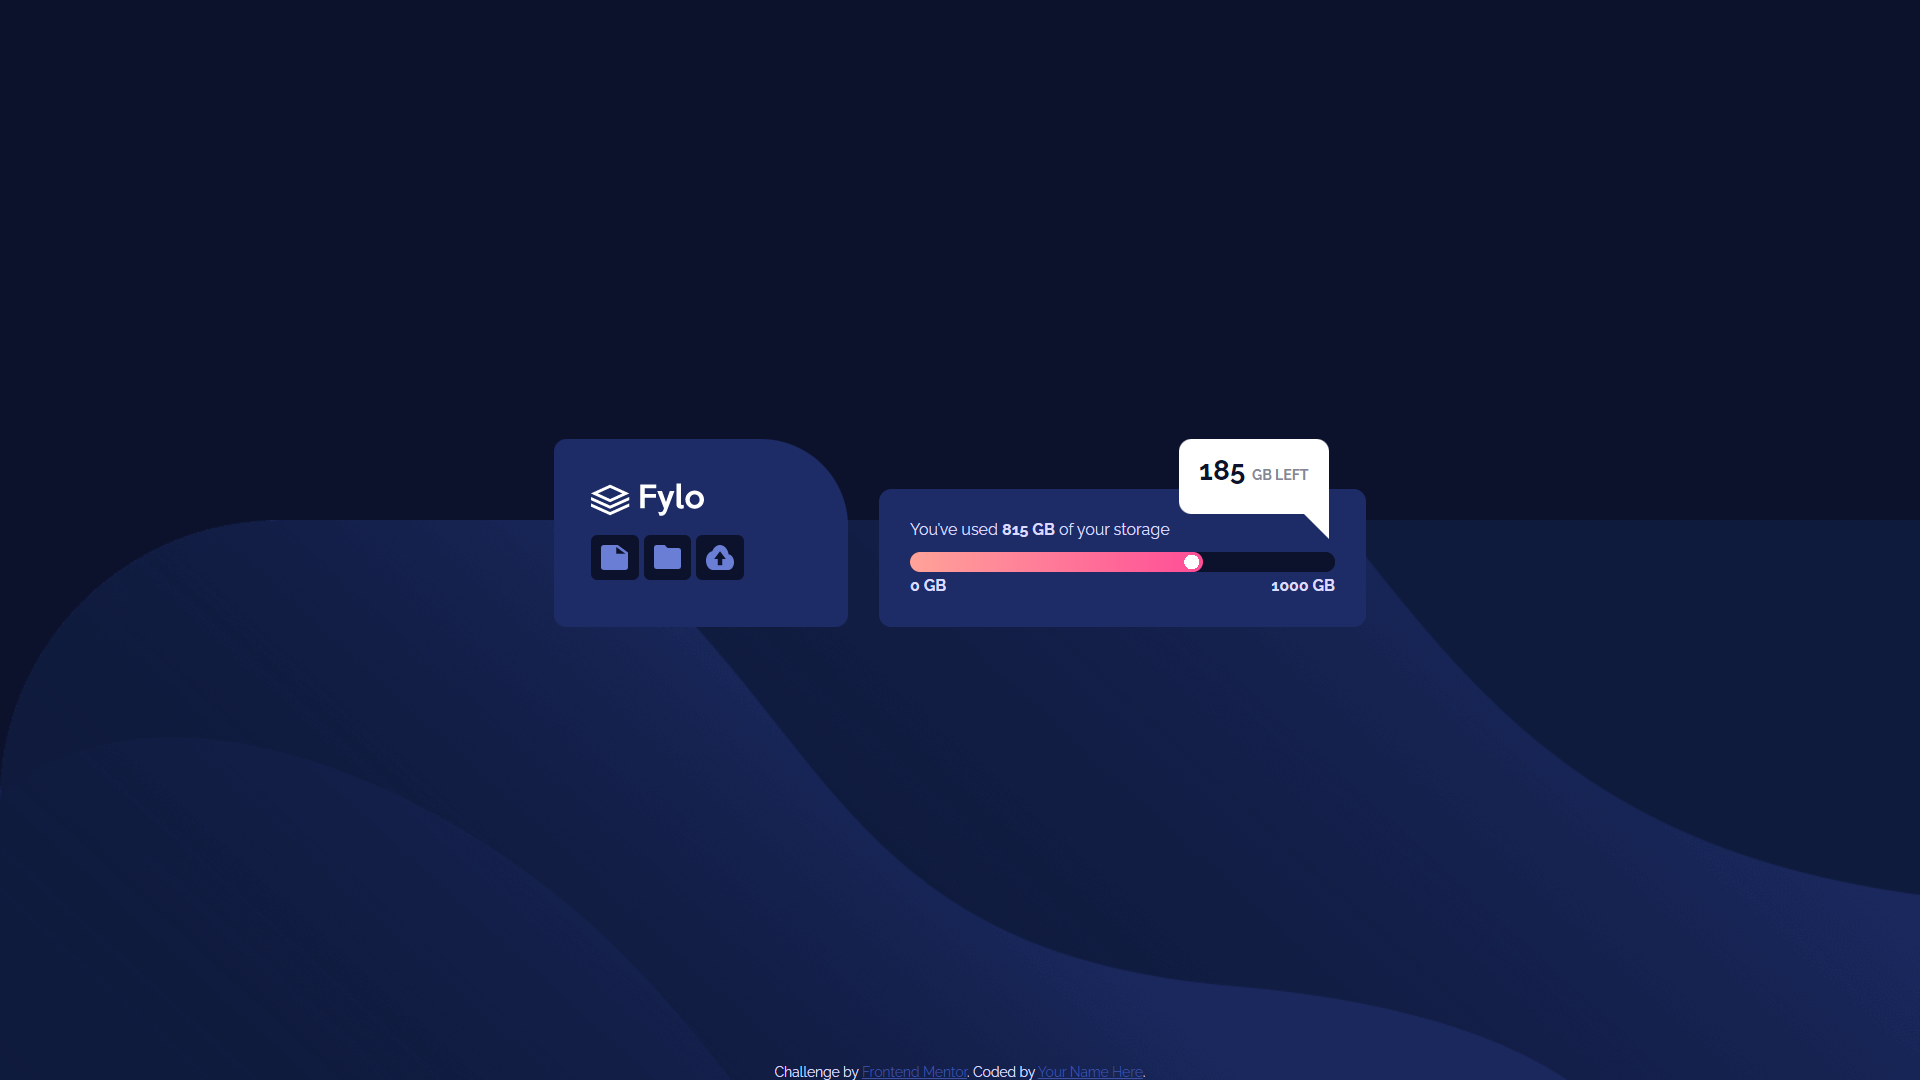 Fylo
185 GB LEFT
You've used 815 GB of your storage
0 GB 1000 GB
Challenge by Frontend Mentor. Coded by Your Name Here.